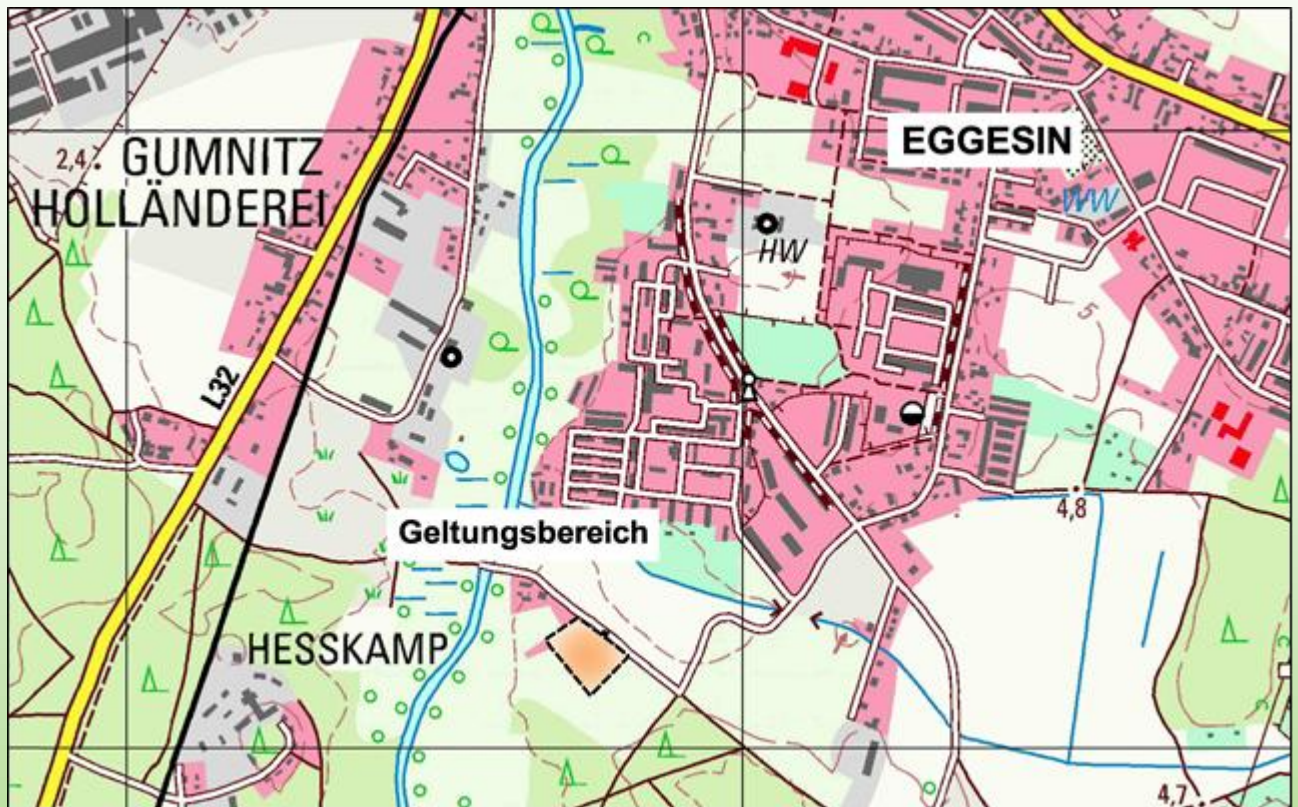 EGGESIN
2,4
GUMNITZ
HOLLÄNDEREI
WW
HW
5
L32
4,8
Geltungsbereich
HESSKAMP
4,7